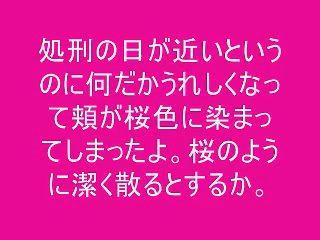 処刑の日が近いという
のに何だかうれしくなっ
て頬が桜色に染まっ
てしまったよ。桜のよう
に潔く散るとするか。